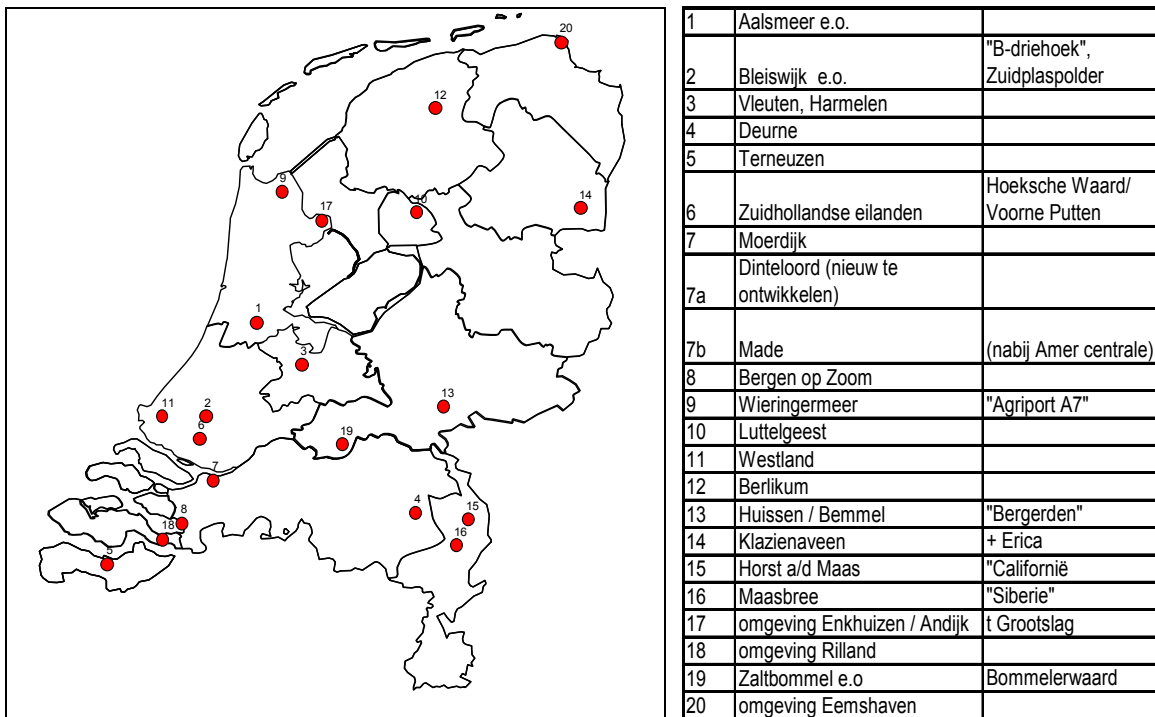 20
12
9
14
10
17
1
3
13
11
2
6
19
7
4
15
8
18
16
5
1 Aalsmeer e.o.
2 Bleiswijk e.o. "B-driehoek",
Zuidplaspolder
3 Vleuten, Harmelen
4 Deurne
5 Terneuzen
6 Zuidhollandse eilanden Hoeksche Waard/
Voorne Putten
7 Moerdijk
7a Dinteloord (nieuw te
ontwikkelen)
7b Made (nabij Amer centrale)
8 Bergen op Zoom
9 Wieringermeer "Agriport A7"
10 Luttelgeest
11 Westland
12 Berlikum
13 Huissen / Bemmel "Bergerden"
14 Klazienaveen + Erica
15 Horst a/d Maas "Californië
16 Maasbree "Siberie"
17 omgeving Enkhuizen / Andijk t Grootslag
18 omgeving Rilland
19 Zaltbommel e.o Bommelerwaard
20 omgeving Eemshaven